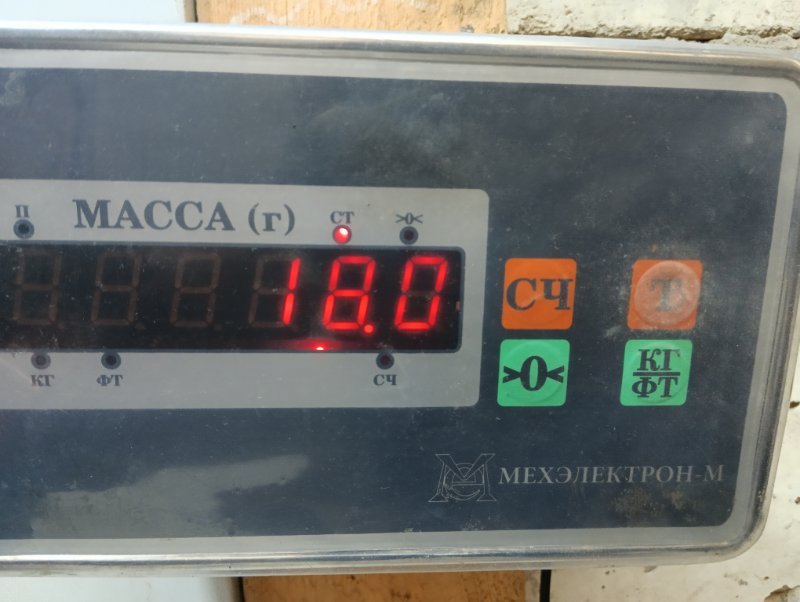 П
МАССА (г)
СТ
>0<
18.0
КГ
ФТ
СЧ
СЧ
Т
>0<
КГ
ФТ
МЕХЭЛЕКТРОН-М